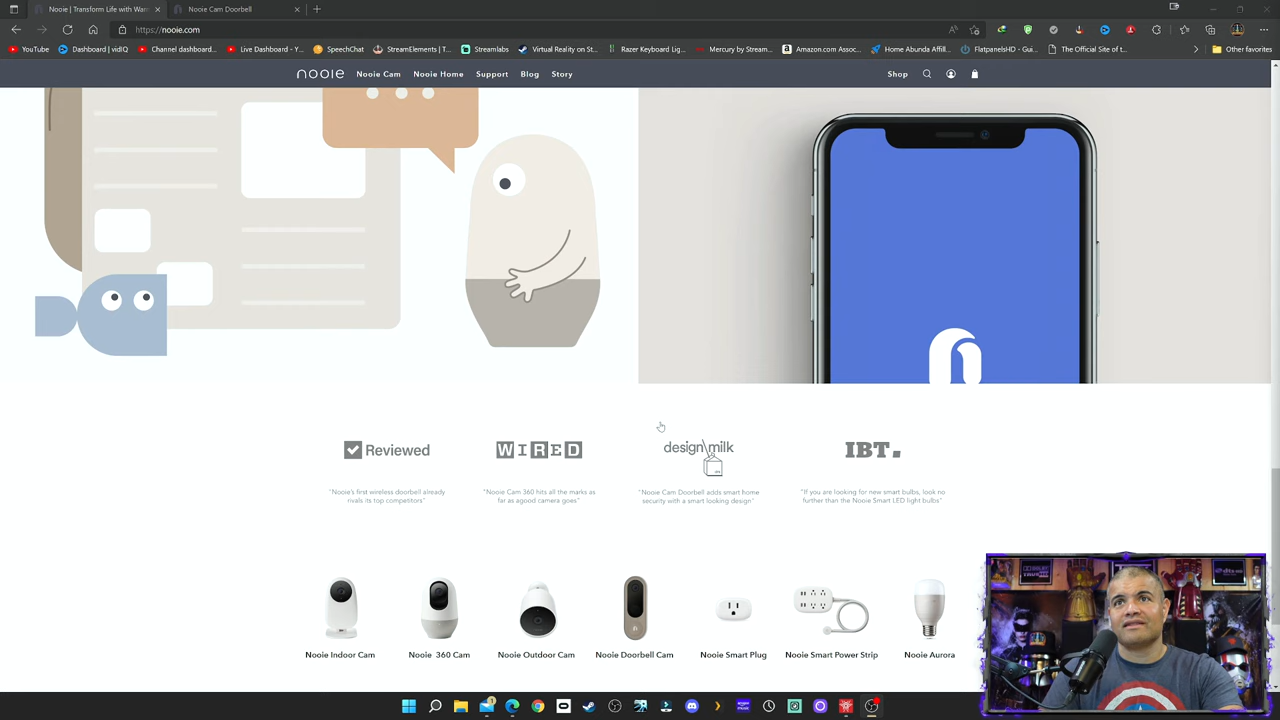 Nooie | Transform Life with War
Nooie Cam Doorbell
https://nooie.com
YouTube
Dashboard | vidIQ
Channel dashboard...
Live Dashboard - Y...
SpeechChat
StreamElements | T...
Streamlabs
Virtual Reality on St...
Razer Keyboard Lig...
Mercury by Stream...
Amazon.com Assoc...
Home Abunda Affil...
FlatpanelsHD - Fl...
The Official Site of t...
Other favorites
nooie
Nooie Cam
Nooie Home
Support
Blog
Story
Shop
Reviewed
WIRED
design\milk
IBT.
"Nooie's first wireless doorbell already
rivals its top competitors"
"Nooie Cam 360 hits all the marks as
far as agood camera goes"
"Nooie Cam Doorbell adds smart home
security with a smart looking design"
"If you are looking for new smart bulbs, look no
further than the Nooie Smart LED light bulbs"
Nooie Indoor Cam
Nooie 360 Cam
Nooie Outdoor Cam
Nooie Doorbell Cam
Nooie Smart Plug
Nooie Smart Power Strip
Nooie Aurora
DOLBY
dts